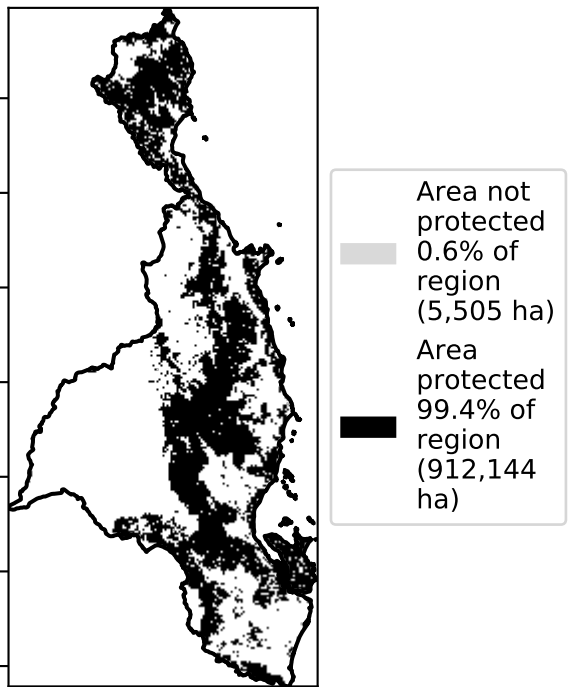 Area not
protected
0.6% of
region
(5,505 ha)
Area
protected
99.4% of
region
(912,144
ha)